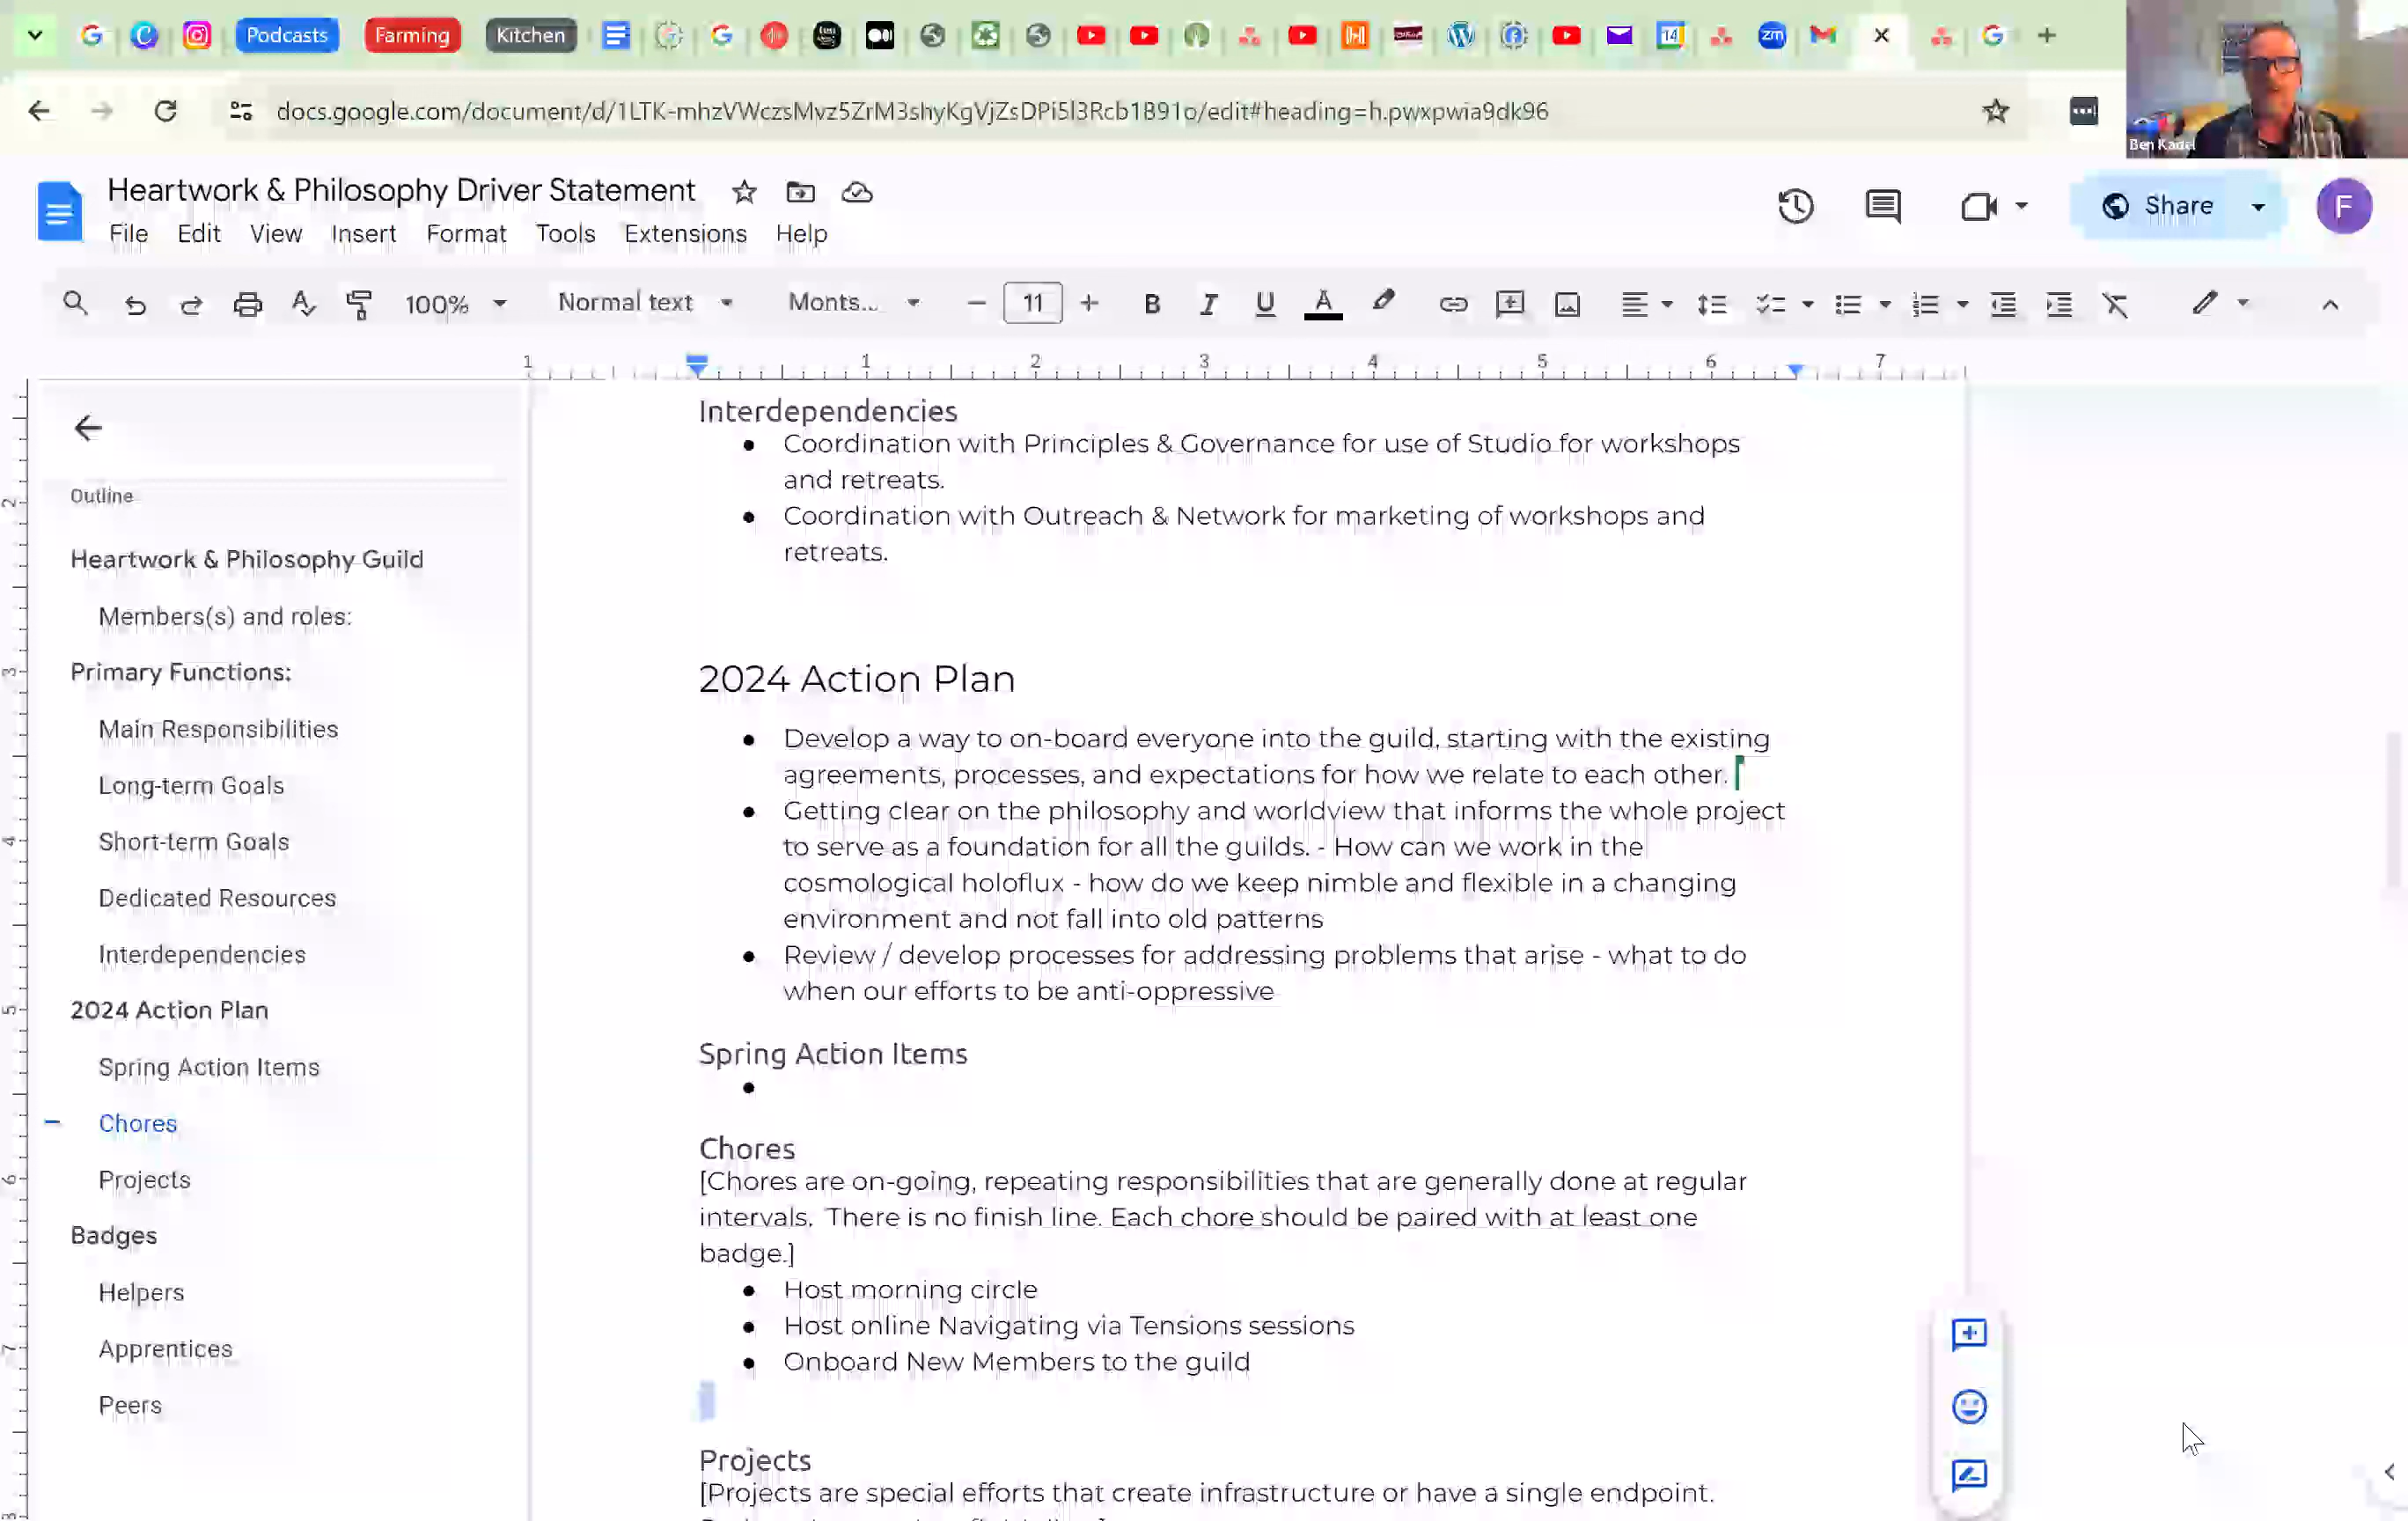 Podcasts Farming Kitchen
docs.google.com/document/d/1LTK-mhzVWczsMvz5ZrM3shyKgVjZsDPi5l3Rcb1B91o/edit#heading=h.pwxpwia9dk96
Ben Kadel
Heartwork & Philosophy Driver Statement
File Edit View Insert Format Tools Extensions Help
Share
F
100% Normal text Monts... 11
1 1 2 3 4 5 6 7
Outline
Heartwork & Philosophy Guild
Members(s) and roles:
Primary Functions:
Main Responsibilities
Long-term Goals
Short-term Goals
Dedicated Resources
Interdependencies
2024 Action Plan
Spring Action Items
Chores
Projects
Badges
Helpers
Apprentices
Peers
Interdependencies
Coordination with Principles & Governance for use of Studio for workshops
and retreats.
Coordination with Outreach & Network for marketing of workshops and
retreats.
2024 Action Plan
Develop a way to on-board everyone into the guild, starting with the existing
agreements, processes, and expectations for how we relate to each other.
Getting clear on the philosophy and worldview that informs the whole project
to serve as a foundation for all the guilds. - How can we work in the
cosmological holoflux - how do we keep nimble and flexible in a changing
environment and not fall into old patterns
Review / develop processes for addressing problems that arise - what to do
when our efforts to be anti-oppressive
Spring Action Items
Chores
[Chores are on-going, repeating responsibilities that are generally done at regular
intervals. There is no finish line. Each chore should be paired with at least one
badge.]
Host morning circle
Host online Navigating via Tensions sessions
Onboard New Members to the guild
Projects
[Projects are special efforts that create infrastructure or have a single endpoint.